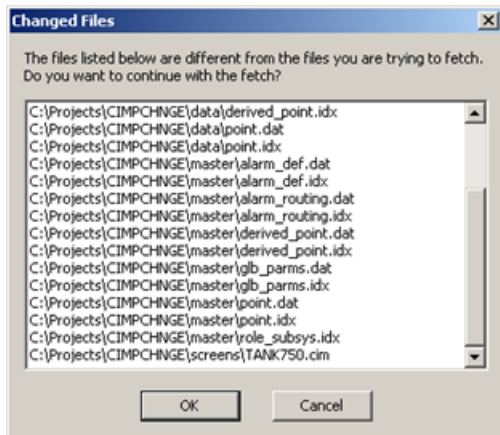 Changed Files
The files listed below are different from the files you are trying to fetch.
Do you want to continue with the fetch?
C:\Projects\CIMPCHNGE\data\derived_point.idx
C:\Projects\CIMPCHNGE\data\point.dat
C:\Projects\CIMPCHNGE\data\point.idx
C:\Projects\CIMPCHNGE\master\alarm_def.dat
C:\Projects\CIMPCHNGE\master\alarm_def.idx
C:\Projects\CIMPCHNGE\master\alarm_routing.dat
C:\Projects\CIMPCHNGE\master\alarm_routing.idx
C:\Projects\CIMPCHNGE\master\derived_point.dat
C:\Projects\CIMPCHNGE\master\derived_point.idx
C:\Projects\CIMPCHNGE\master\glb_parms.dat
C:\Projects\CIMPCHNGE\master\glb_parms.idx
C:\Projects\CIMPCHNGE\master\point.dat
C:\Projects\CIMPCHNGE\master\point.idx
C:\Projects\CIMPCHNGE\master\role_subsys.idx
C:\Projects\CIMPCHNGE\screens\TANK750.cim
OK Cancel